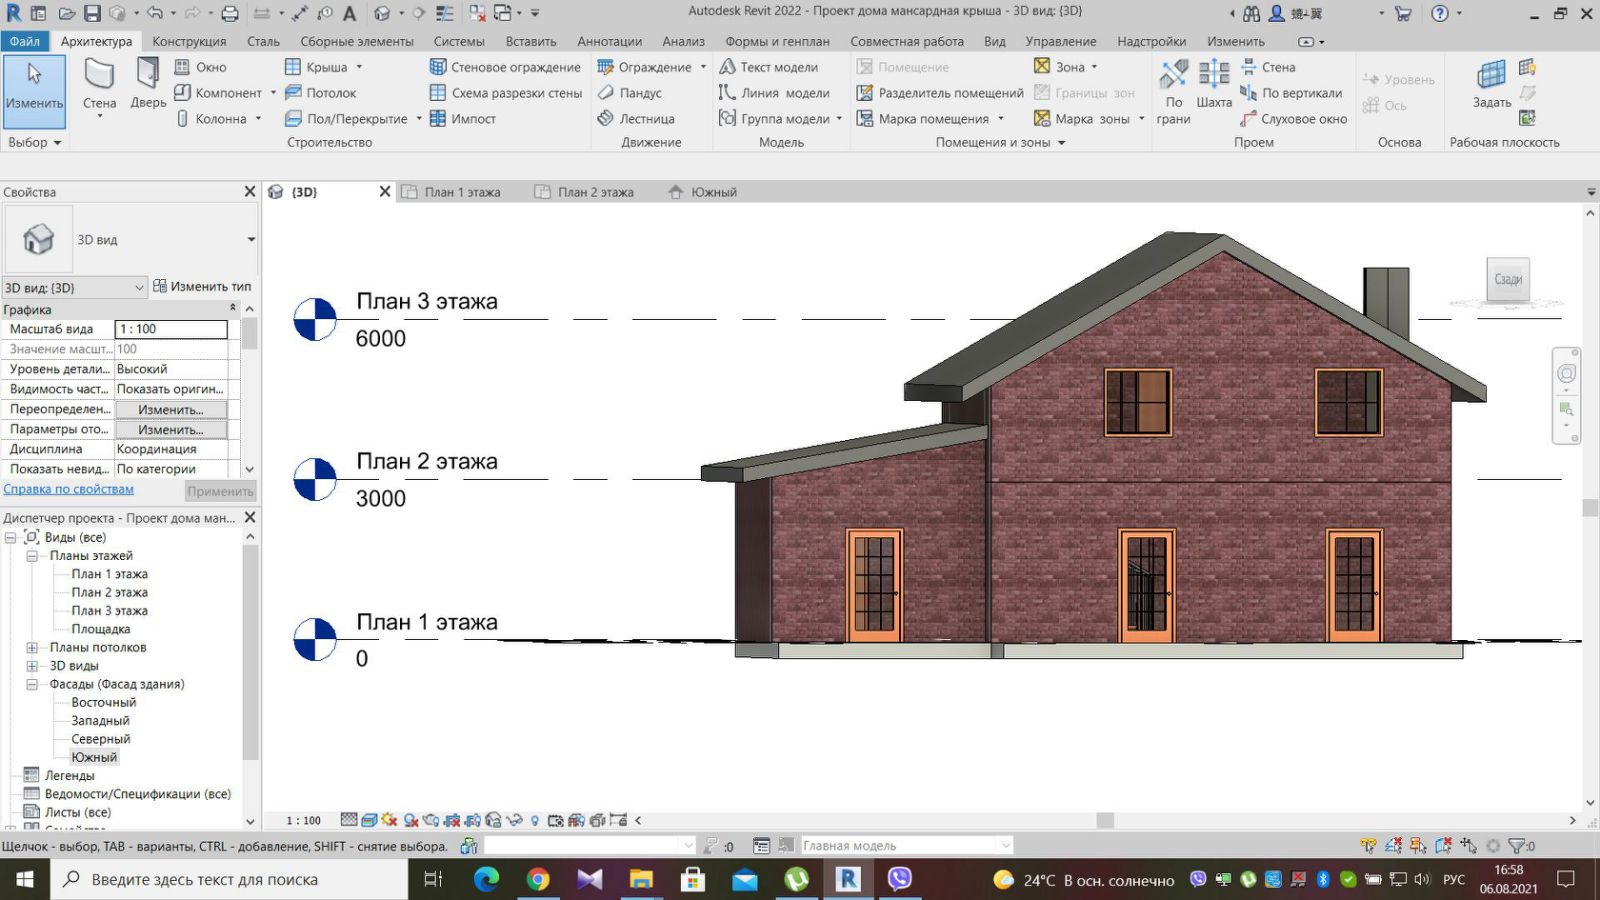 Autodesk Revit 2022 - Проект дома мансардная крыша - 3D вид: {3D}
Файл Архитектура Конструкция Сталь Сборные элементы Системы Вставить Аннотации Анализ Формы и генплан Совместная работа Вид Управление Надстройки Изменить
Окно Крыша Стеновое ограждение Ограждение Текст модели Помещение Зона Стена
Изменить Стена Дверь Компонент Потолок Схема разрезки стены Пандус Линия модели Разделитель помещений Границы зон По грани Шахта По вертикали Уровень Задать
Колонна Пол/Перекрытие Импост Лестница Группа модели Марка помещения Марка зоны Слуховое окно Ось
Выбор Строительство Движение Модель Помещения и зоны Проем Основа Рабочая плоскость
Свойства
{3D} План 1 этажа План 2 этажа Южный
3D вид
3D вид: {3D} Изменить тип
Графика
Масштаб вида 1 : 100
Значение масшт... 100
Уровень детали... Высокий
Видимость част... Показать оригин...
Переопределен... Изменить...
Параметры ото... Изменить...
Дисциплина Координация
Показать невид... По категории
Справка по свойствам Применить
Диспетчер проекта - Проект дома ман...
Виды (все)
Планы этажей
План 1 этажа
План 2 этажа
План 3 этажа
Площадка
Планы потолков
3D виды
Фасады (Фасад здания)
Восточный
Западный
Северный
Южный
Легенды
Ведомости/Спецификации (все)
Листы (все)
План 3 этажа
6000
План 2 этажа
3000
План 1 этажа
0
Сзади
1 : 100
Щелчок - выбор, TAB - варианты, CTRL - добавление, SHIFT - снятие выбора.
:0
Главная модель
:0
Введите здесь текст для поиска
24°C В осн. солнечно
РУС
16:58
06.08.2021